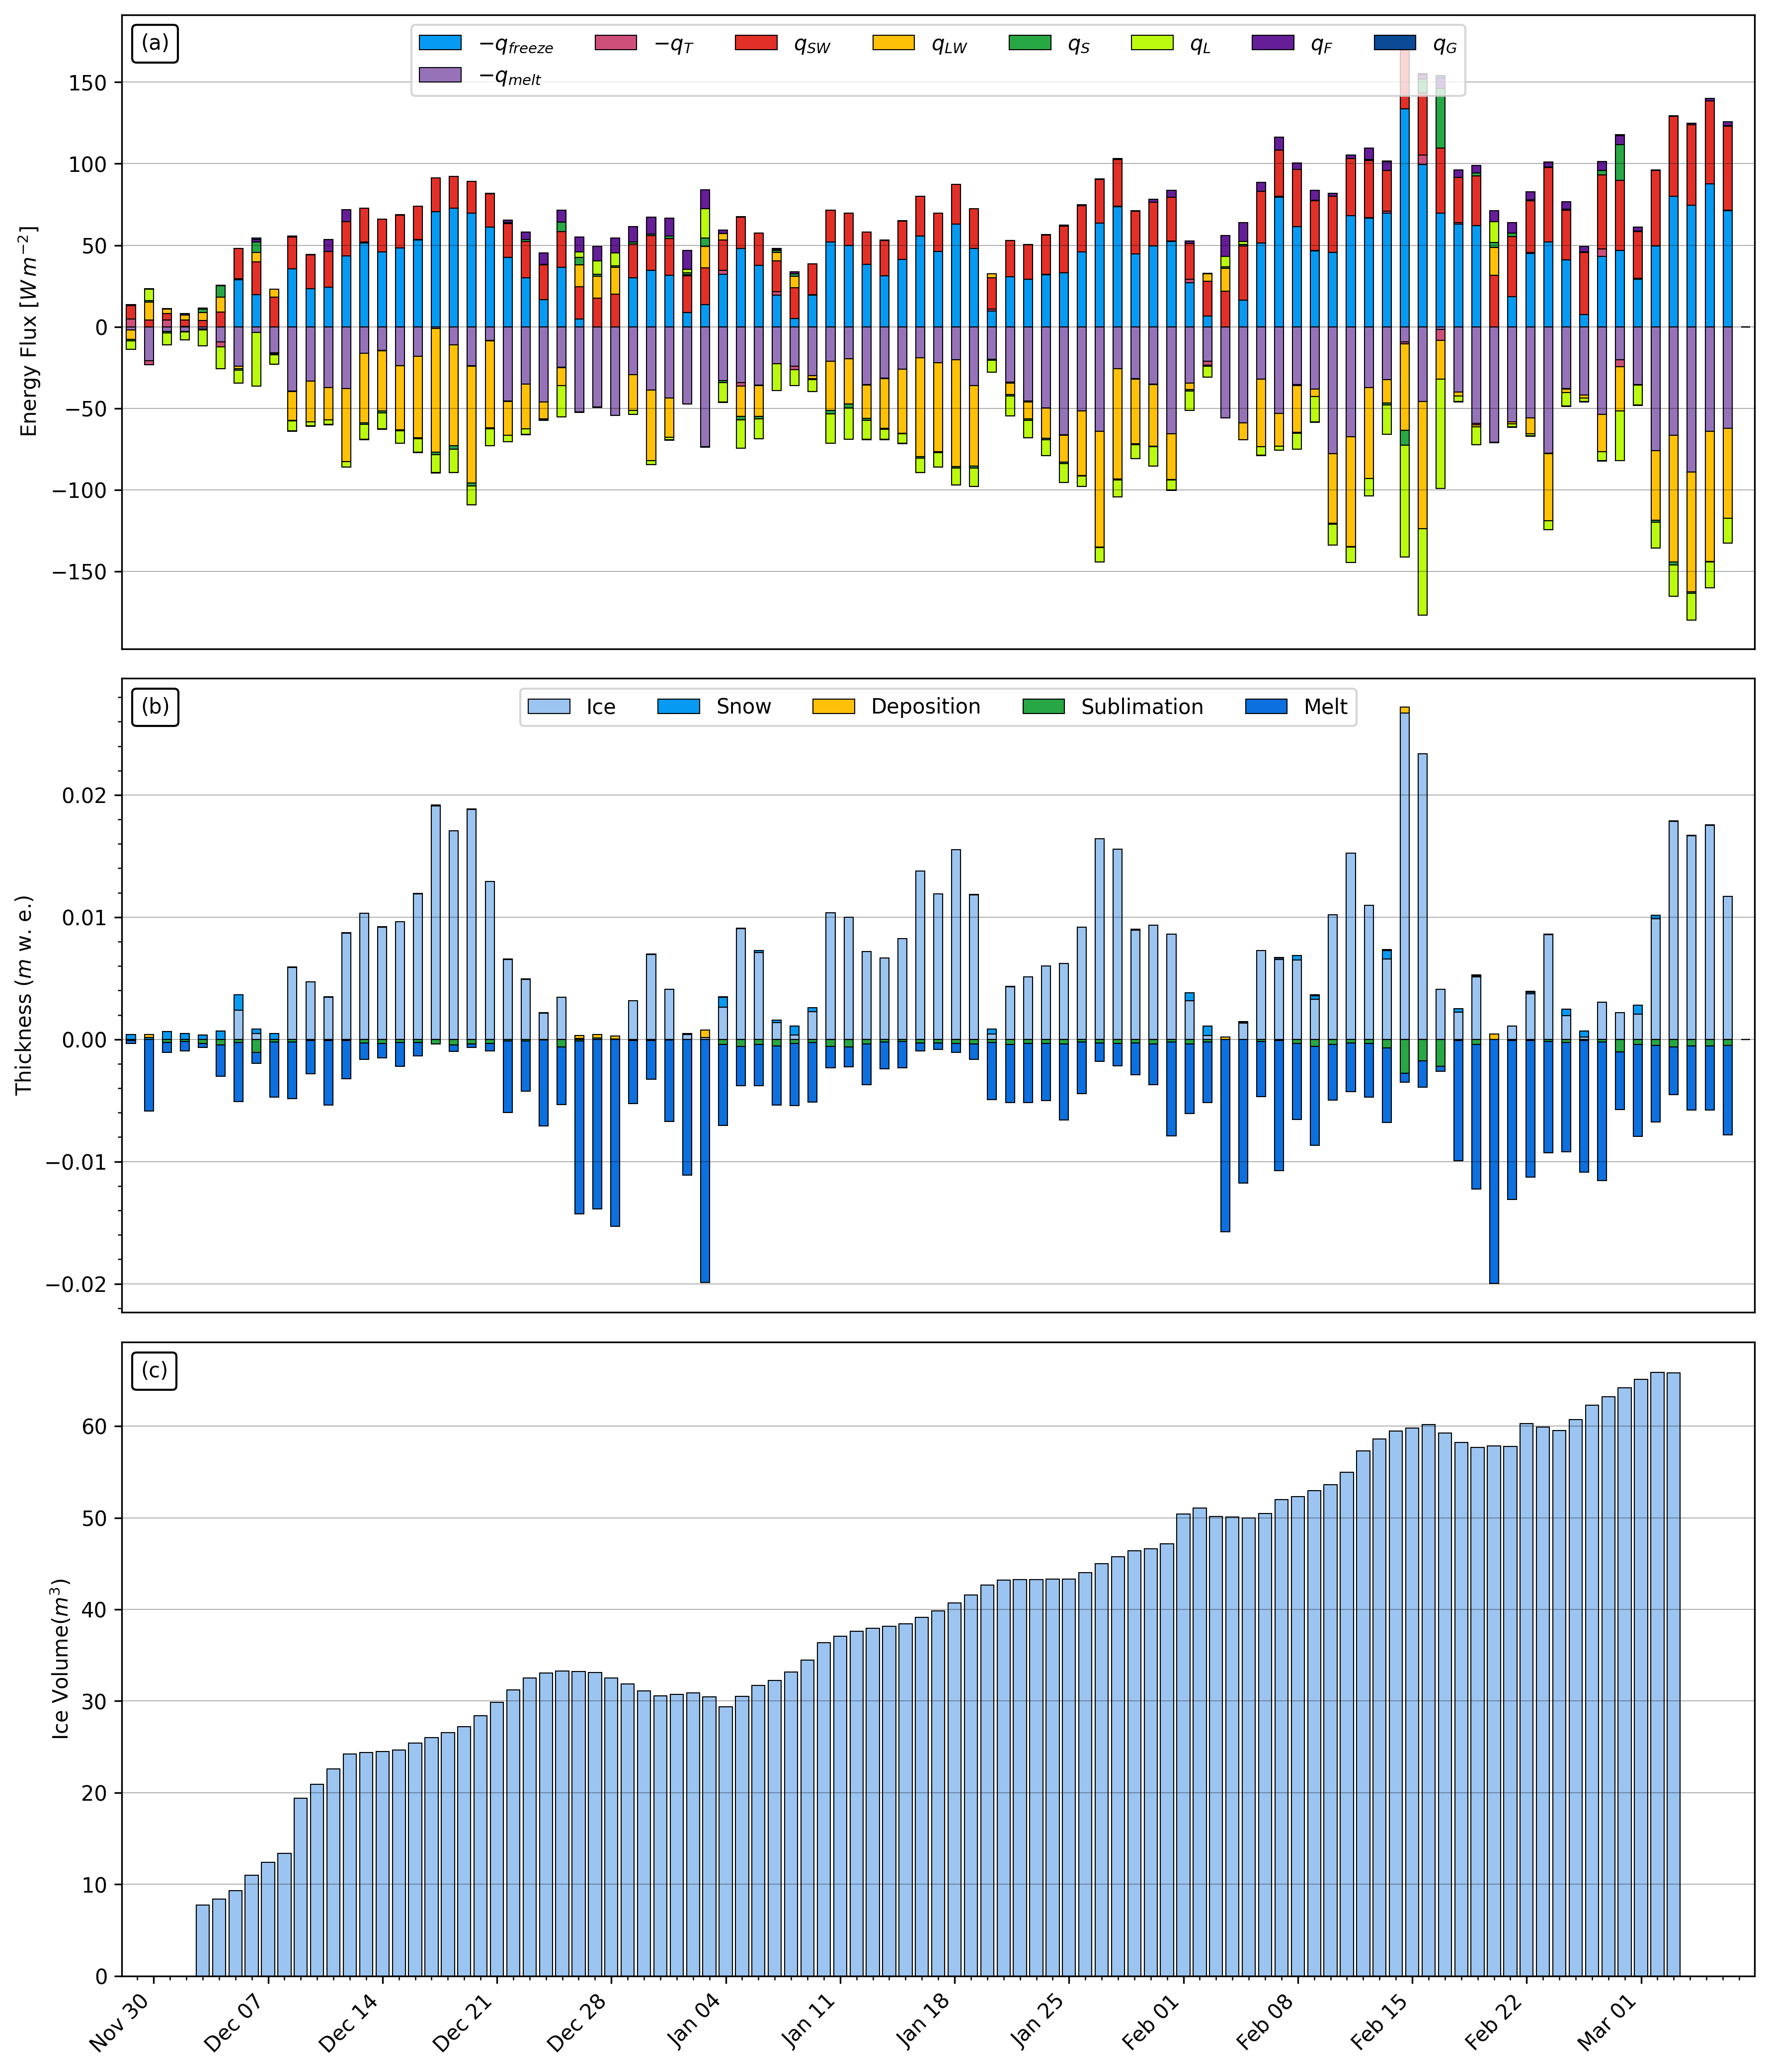 (a)
−q_freeze −q_T q_SW q_LW q_S q_L q_F q_G
−q_melt
150
100
50
0
−50
−100
−150
Energy Flux [W m⁻²]
(b)
Ice Snow Deposition Sublimation Melt
0.02
0.01
0.00
−0.01
−0.02
Thickness (m w. e.)
(c)
60
50
40
30
20
10
0
Ice Volume(m³)
Nov 30 Dec 07 Dec 14 Dec 21 Dec 28 Jan 04 Jan 11 Jan 18 Jan 25 Feb 01 Feb 08 Feb 15 Feb 22 Mar 01